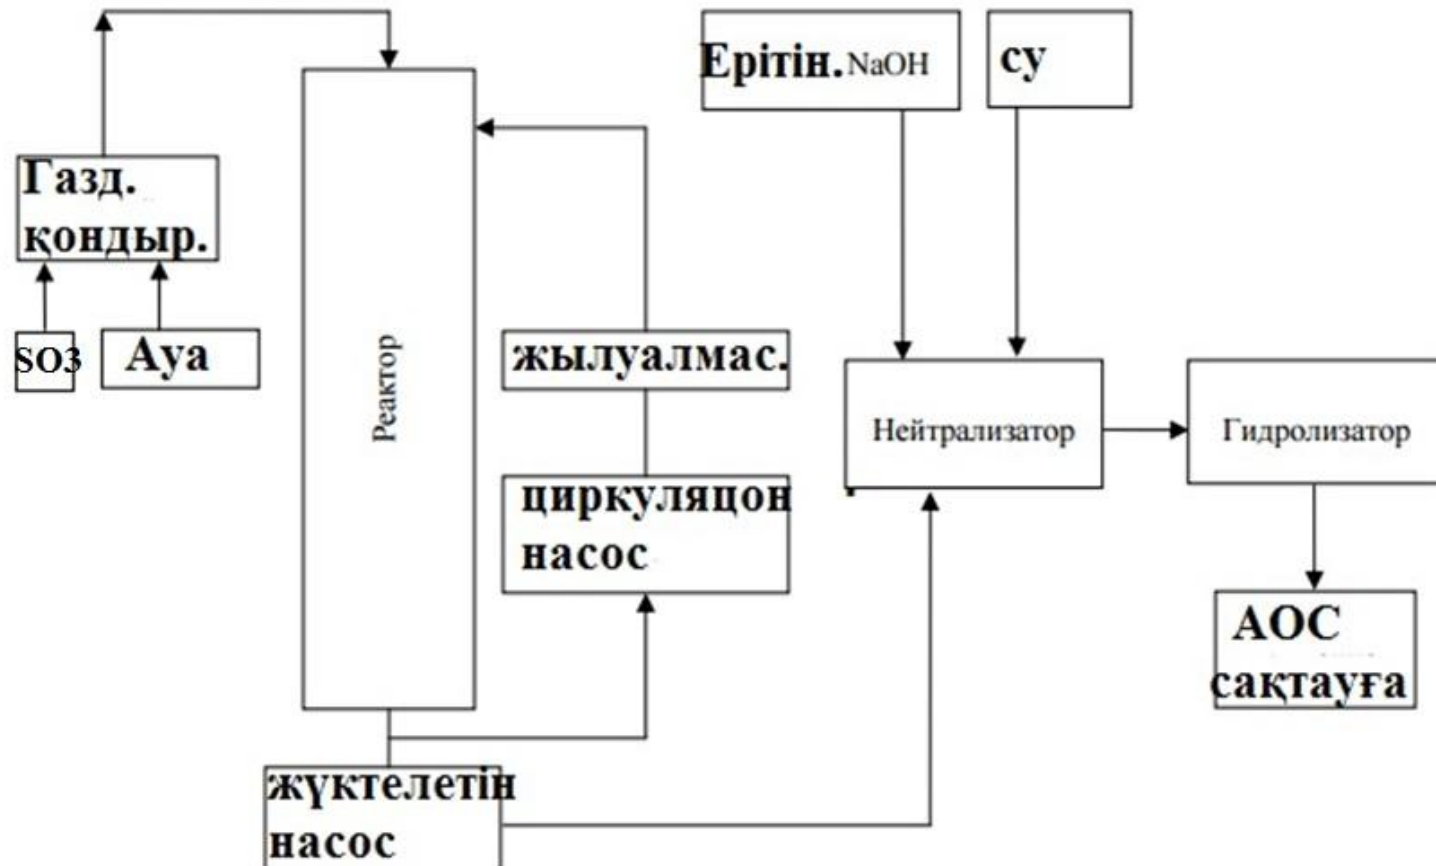 Ерітін. NaOH
су
Газд.
қондыр.
SO3
Ауа
Реактор
жылуалмас.
циркуляцон
насос
Нейтрализатор
Гидролизатор
АОС
сақтауға
жүктелетін
насос